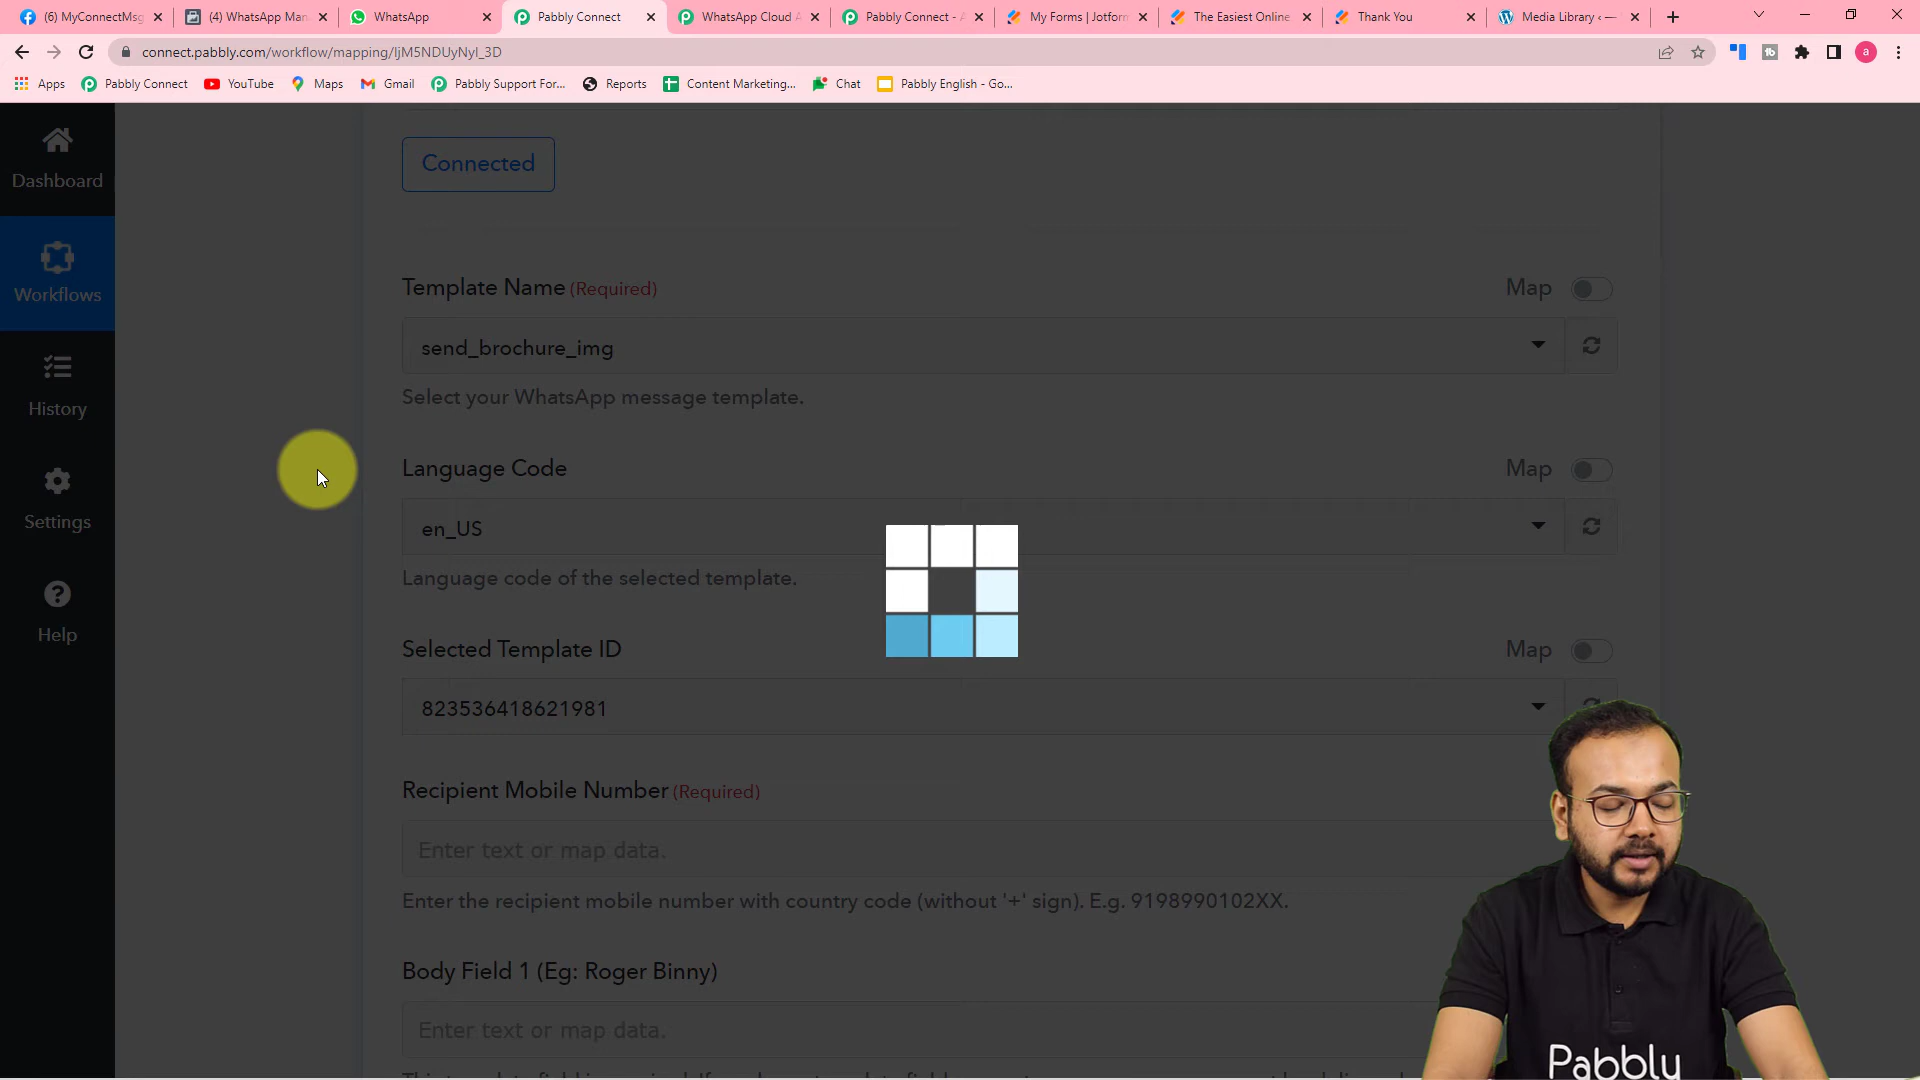 (6) MyConnectMsg
(4) WhatsApp Man
WhatsApp
Pabbly Connect
WhatsApp Cloud A
Pabbly Connect - A
My Forms | Jotform
The Easiest Online
Thank You
Media Library ‹ —
connect.pabbly.com/workflow/mapping/IjM5NDUyNyI_3D
a
Apps
Pabbly Connect
YouTube
Maps
Gmail
Pabbly Support For...
Reports
Content Marketing...
Chat
Pabbly English - Go...
Dashboard
Workflows
History
Settings
Help
Connected
Template Name (Required)
Map
send_brochure_img
Select your WhatsApp message template.
Language Code
Map
en_US
Language code of the selected template.
Selected Template ID
Map
823536418621981
Recipient Mobile Number (Required)
Enter text or map data.
Enter the recipient mobile number with country code (without '+' sign). E.g. 9198990102XX.
Body Field 1 (Eg: Roger Binny)
Enter text or map data.
Pabbly